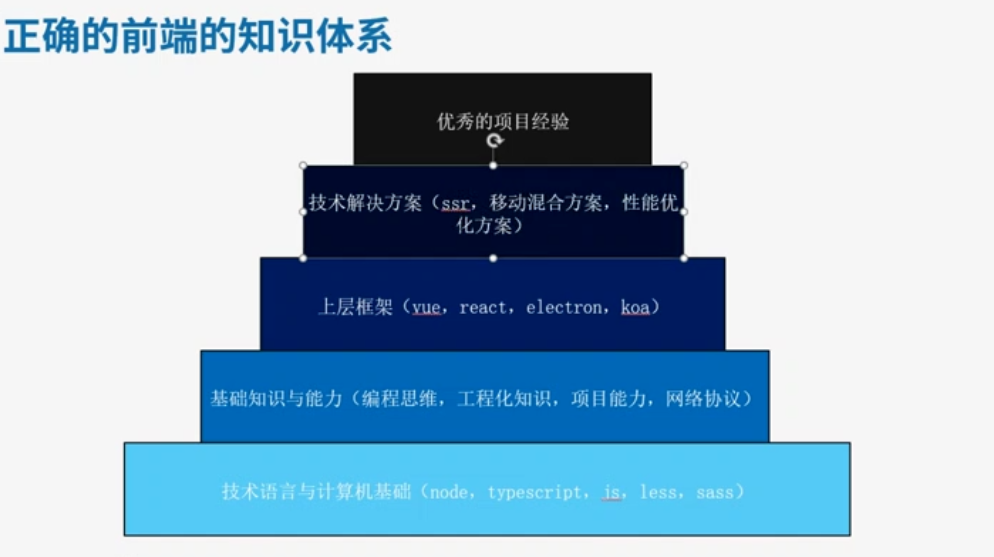 正确的前端的知识体系
优秀的项目经验
技术解决方案（ssr，移动混合方案，性能优
化方案）
上层框架（vue，react，electron，koa）
基础知识与能力（编程思维，工程化知识，项目能力，网络协议）
技术语言与计算机基础（node，typescript，js，less，sass）